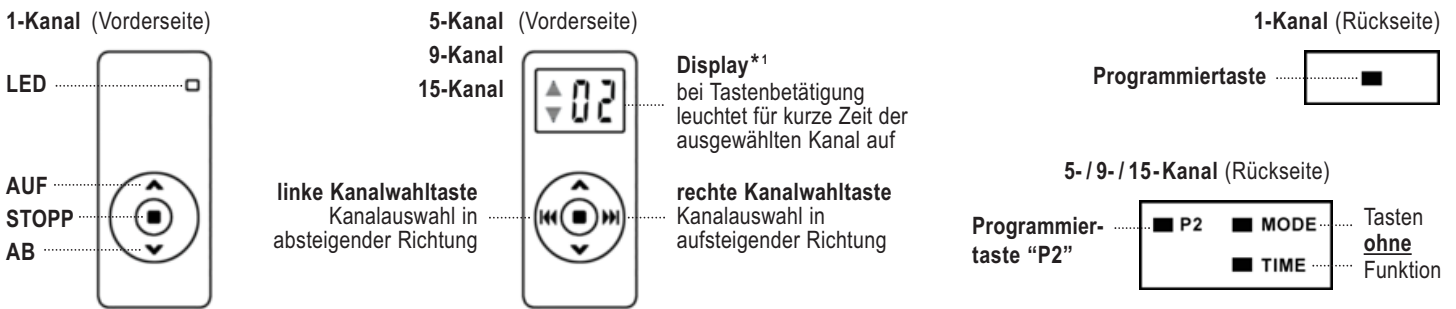 1-Kanal (Vorderseite)
LED
AUF
STOPP
AB
5-Kanal (Vorderseite)
9-Kanal
15-Kanal
02
Display*¹
bei Tastenbetätigung
leuchtet für kurze Zeit der
ausgewählten Kanal auf
linke Kanalwahltaste
Kanalauswahl in
absteigender Richtung
rechte Kanalwahltaste
Kanalauswahl in
aufsteigender Richtung
1-Kanal (Rückseite)
Programmiertaste
5- / 9- / 15-Kanal (Rückseite)
Programmier-
taste “P2”
P2
MODE
TIME
Tasten
ohne
Funktion